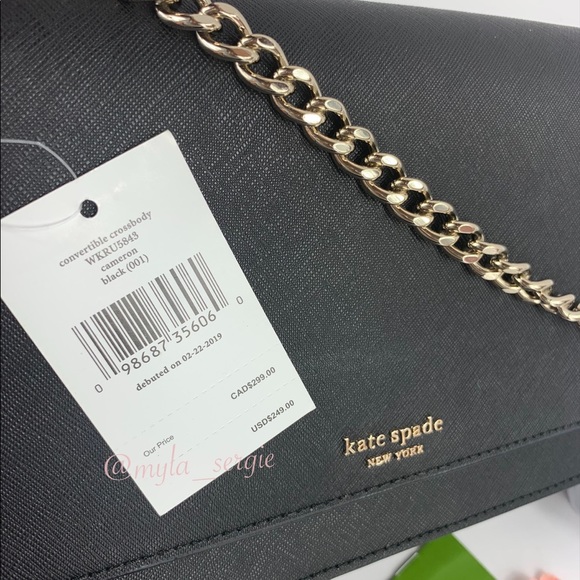 convertible crossbody
WKRU5843
cameron
black (001)
0 98687 35606 0
debuted on 02-22-2019
CAD$299.00
Our Price USD$249.00
@myla_sergie
kate spade
NEW YORK